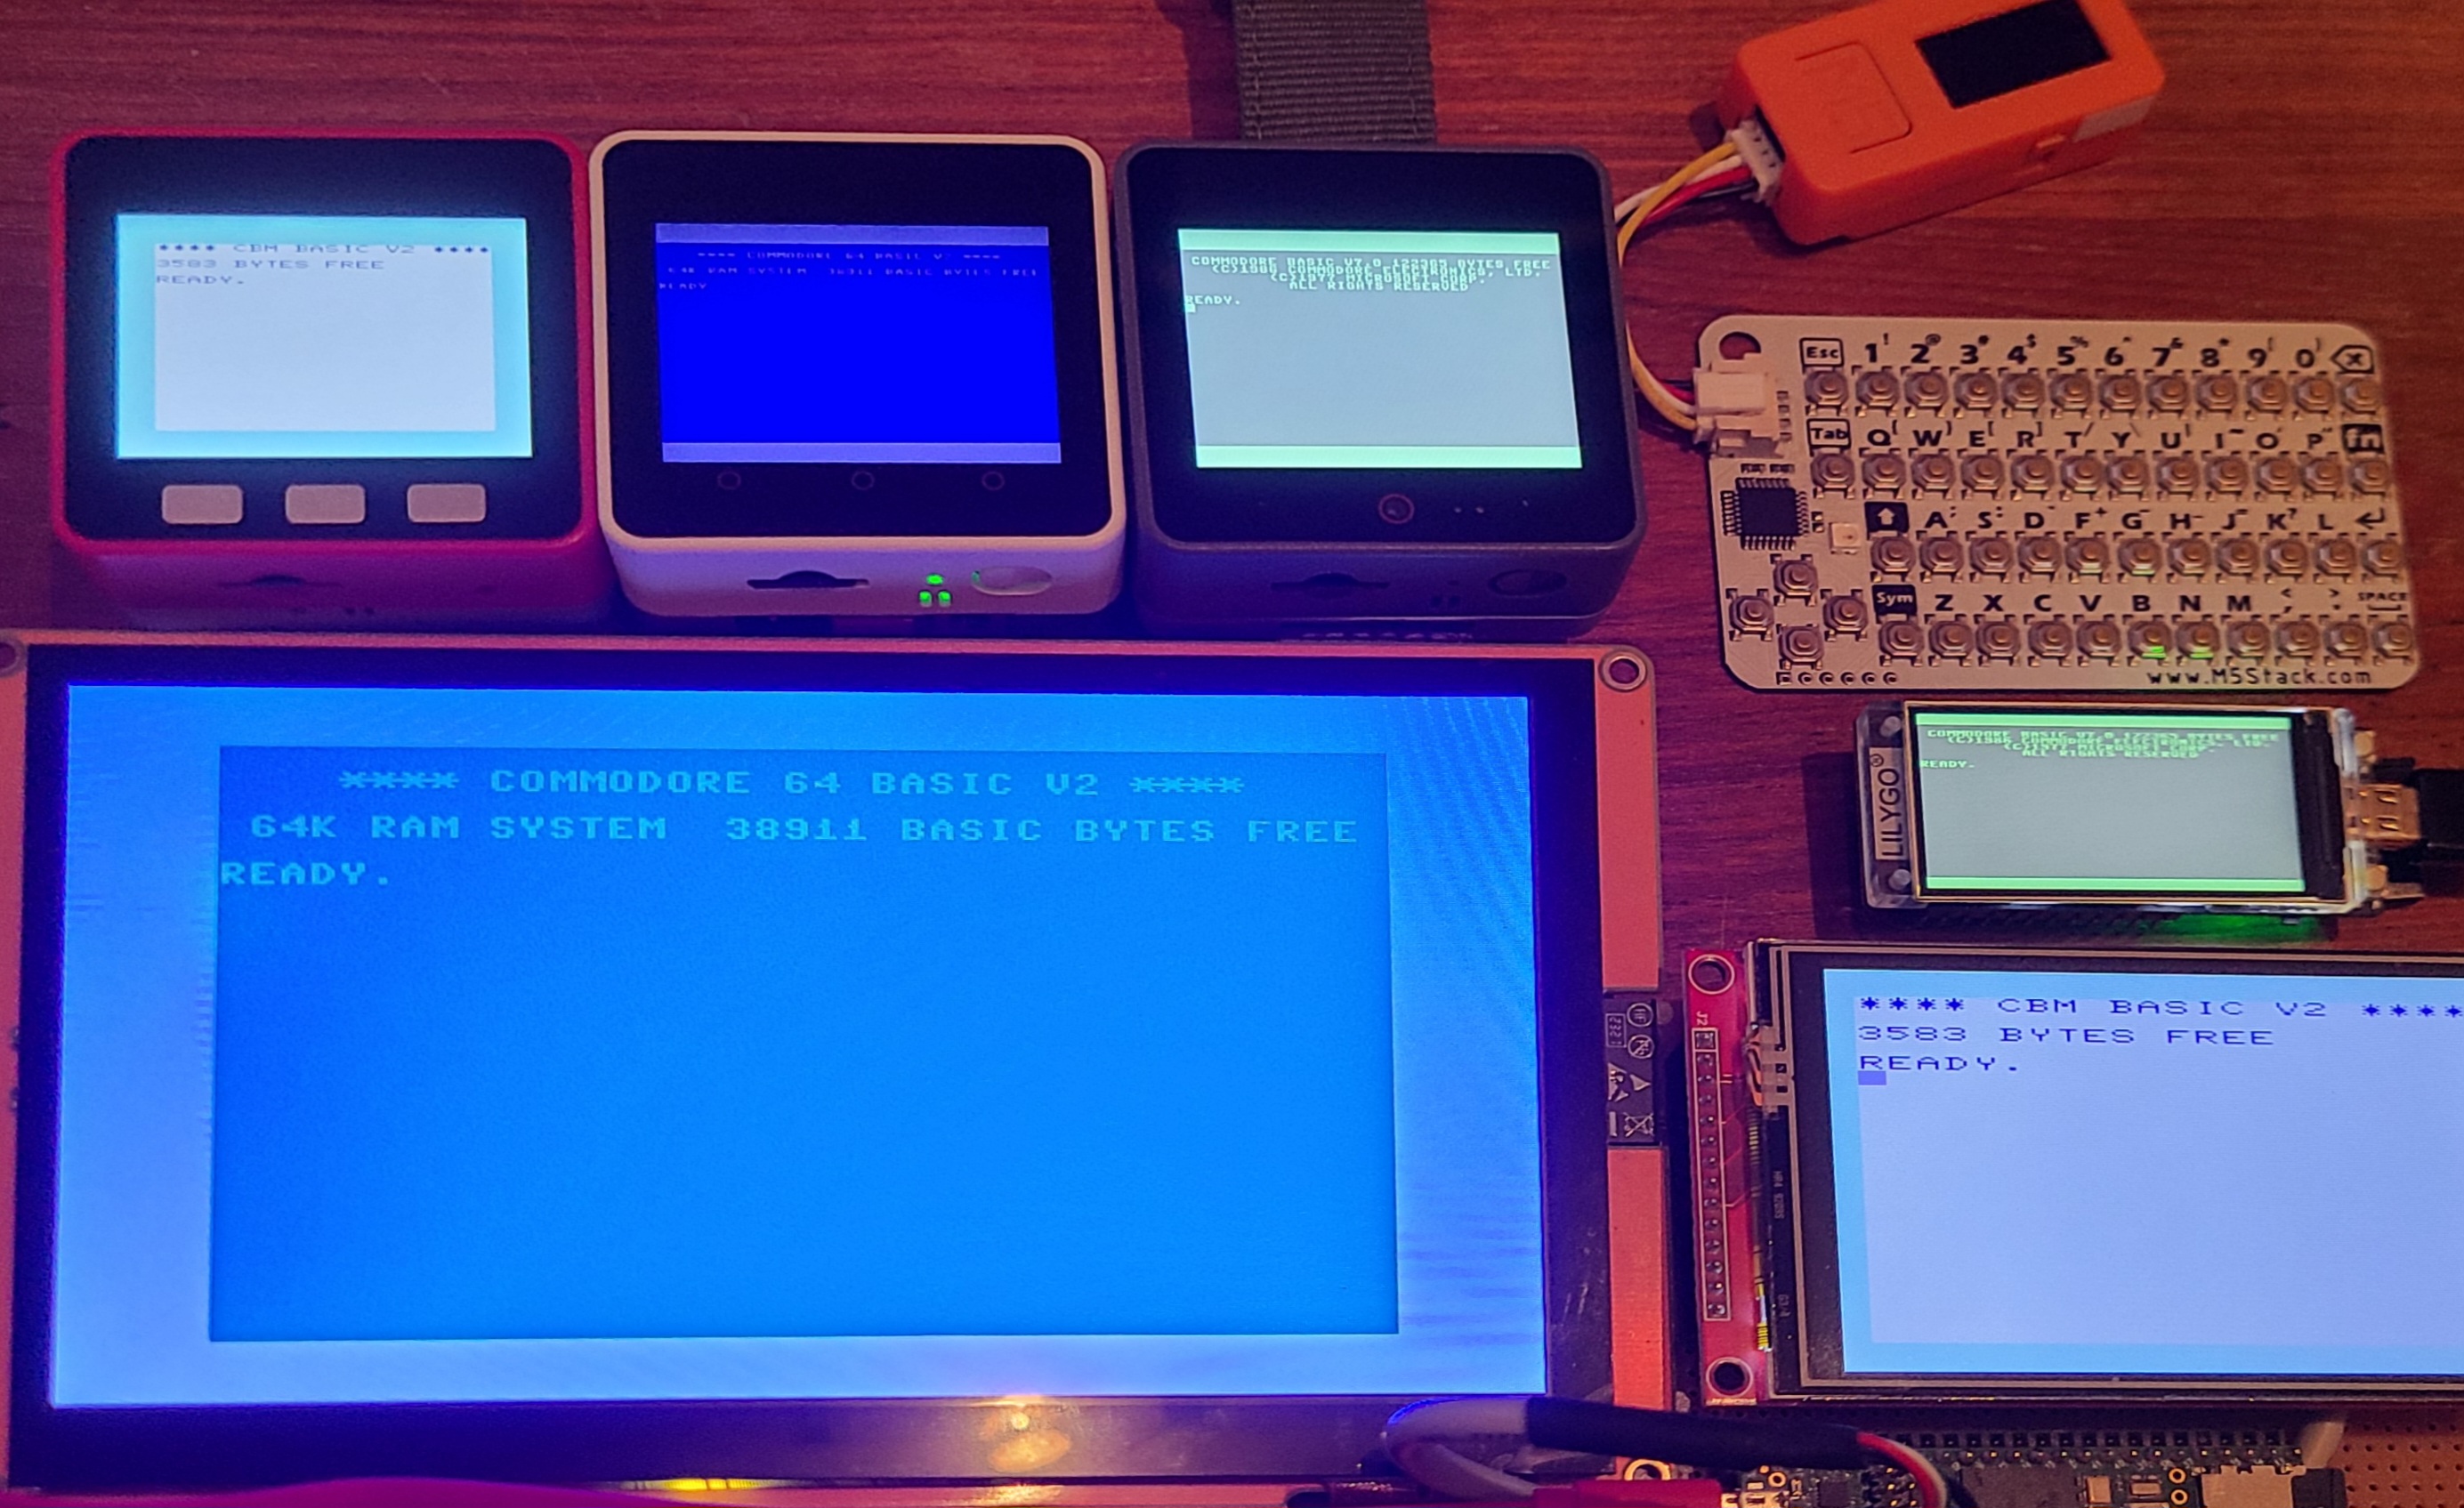 **** CBM BASIC V2 ****
3583 BYTES FREE
READY.
**** COMMODORE 64 BASIC V2 ****
64K RAM SYSTEM 38911 BASIC BYTES FREE
READY
COMMODORE BASIC V7.0 122365 BYTES FREE
(C)1986 COMMODORE ELECTRONICS, LTD.
(C)1977 MICROSOFT CORP.
ALL RIGHTS RESERVED
READY.
Esc 1! 2@ 3# 4$ 5% 6^ 7& 8* 9( 0)
Tab Q W E R T Y U I O P fn
A S D F G H J K L
Sym Z X C V B N M SPACE
www.M5Stack.com
LILYGO®
COMMODORE BASIC V7.0 122365 BYTES FREE
(C)1986 COMMODORE ELECTRONICS, LTD.
(C)1977 MICROSOFT CORP.
ALL RIGHTS RESERVED
READY.
**** COMMODORE 64 BASIC V2 ****
64K RAM SYSTEM  38911 BASIC BYTES FREE
READY.
J2
**** CBM BASIC V2 ****
3583 BYTES FREE
READY.